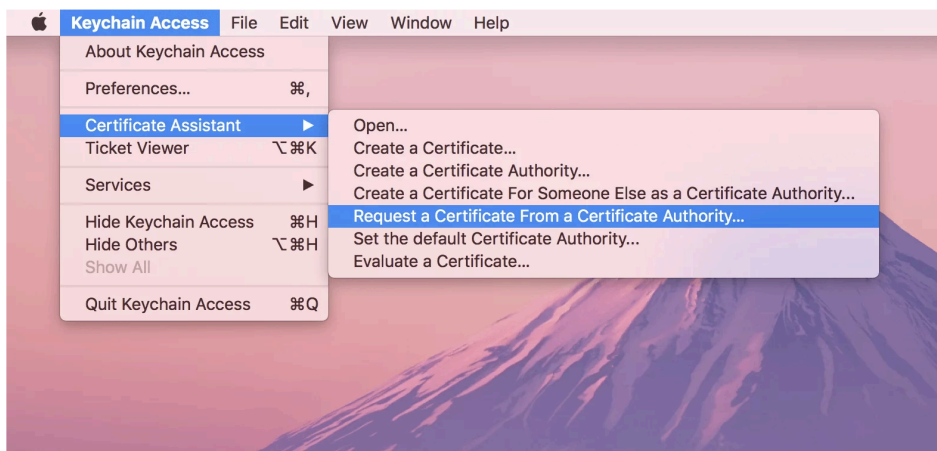 Keychain Access File Edit View Window Help
About Keychain Access
Preferences... ⌘,
Certificate Assistant ▶
Ticket Viewer ⌥⌘K
Services ▶
Hide Keychain Access ⌘H
Hide Others ⌥⌘H
Show All
Quit Keychain Access ⌘Q
Open...
Create a Certificate...
Create a Certificate Authority...
Create a Certificate For Someone Else as a Certificate Authority...
Request a Certificate From a Certificate Authority...
Set the default Certificate Authority...
Evaluate a Certificate...